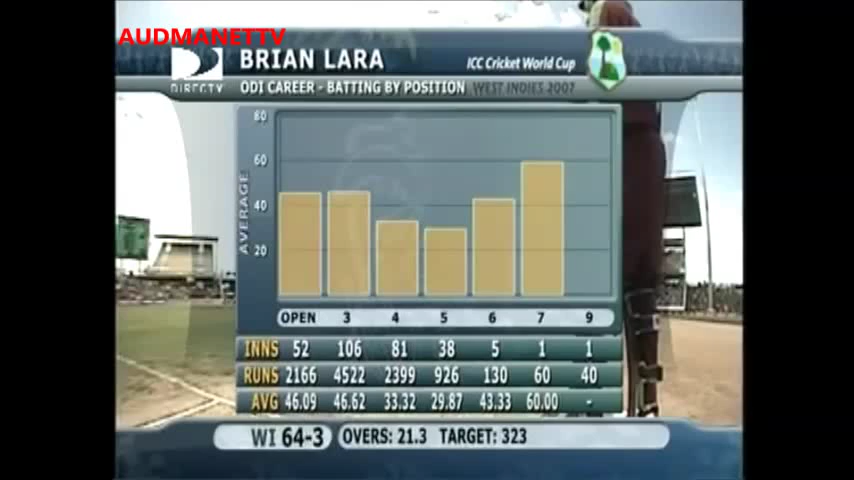 AUDMANETTV
BRIAN LARA
ICC Cricket World Cup
DIRECTV
ODI CAREER - BATTING BY POSITION
WEST INDIES 2007
80
60
40
20
AVERAGE
OPEN 3 4 5 6 7 9
INNS 52 106 81 38 5 1 1
RUNS 2166 4522 2399 926 130 60 40
AVG 46.09 46.62 33.32 29.87 43.33 60.00 -
WI 64-3 OVERS: 21.3 TARGET: 323